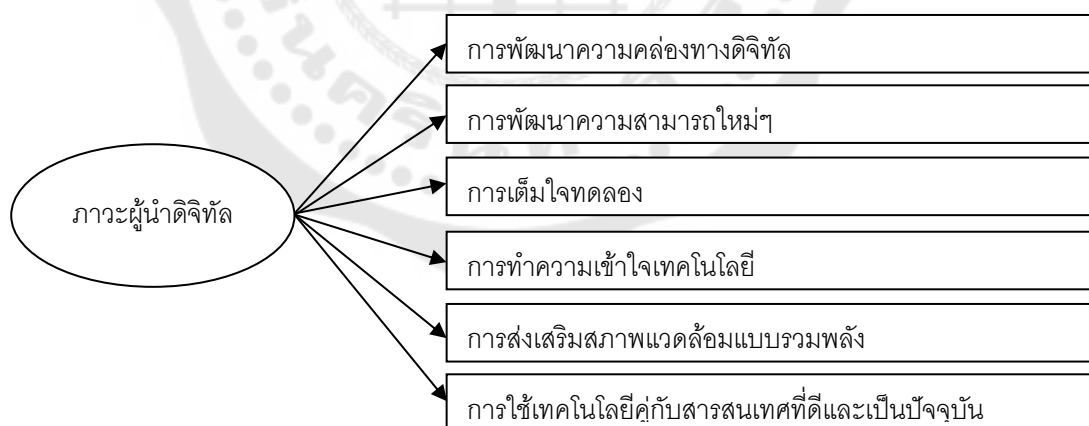 การพัฒนาความคล่องทางดิจิทัล
การพัฒนาความสามารถใหม่ๆ
การเต็มใจทดลอง
ภาวะผู้นำดิจิทัล
การทำความเข้าใจเทคโนโลยี
การส่งเสริมสภาพแวดล้อมแบบรวมพลัง
การใช้เทคโนโลยีคู่กับสารสนเทศที่ดีและเป็นปัจจุบัน